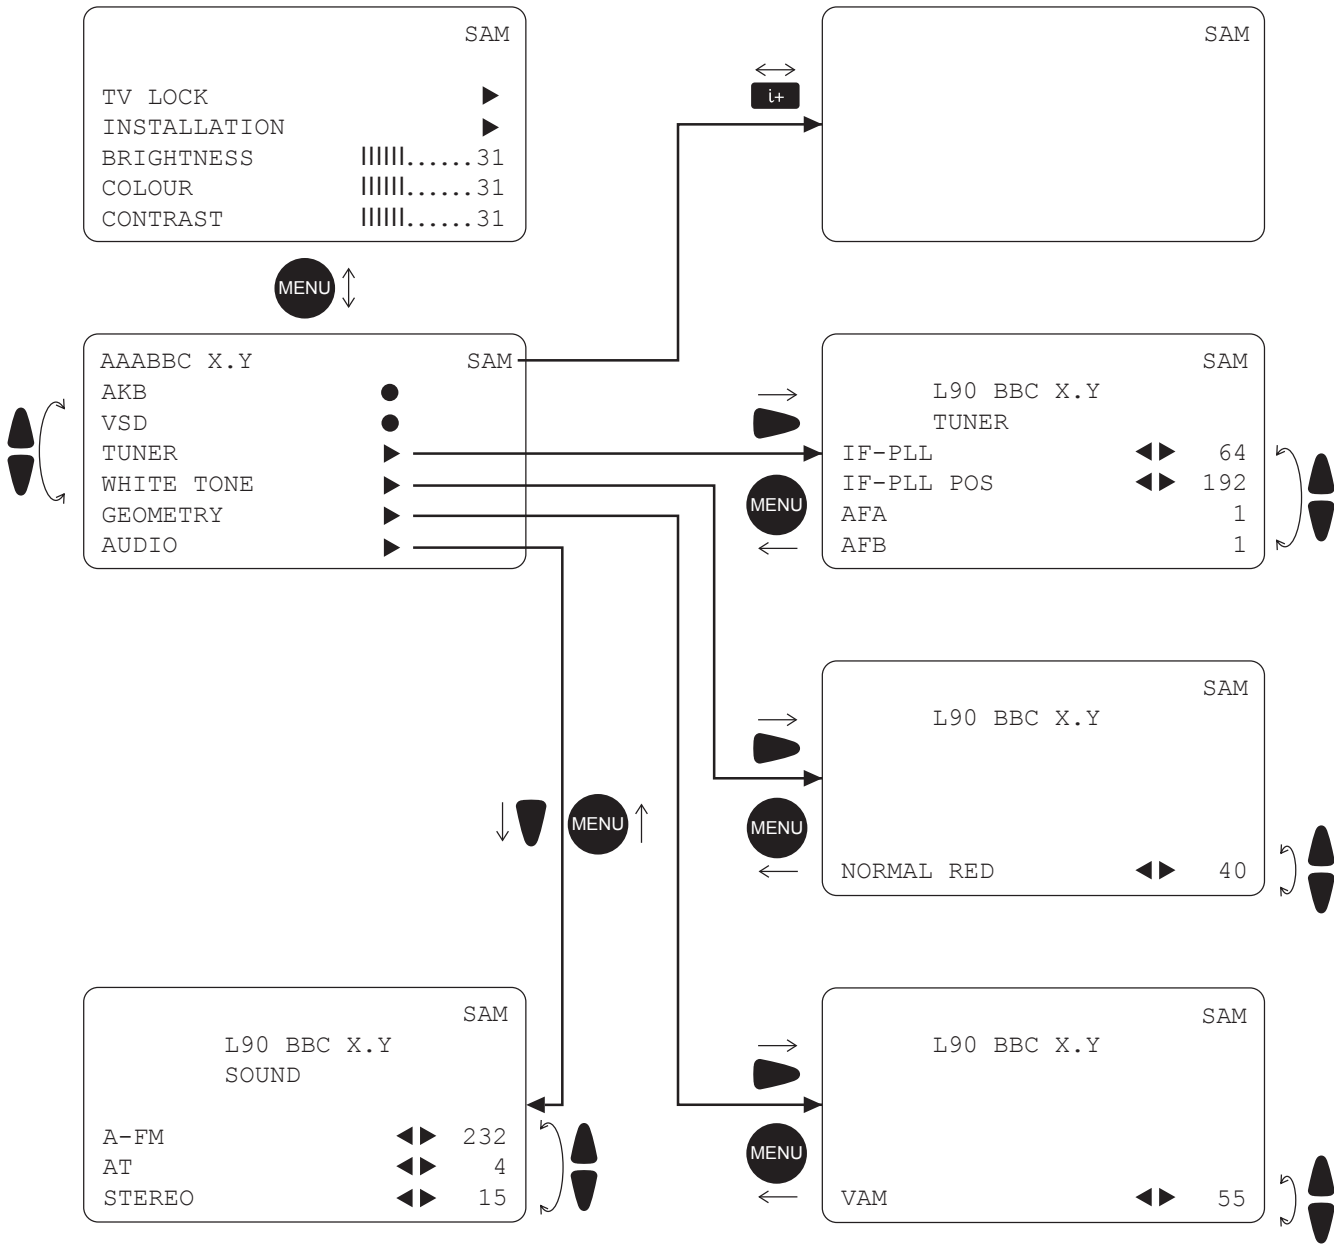 SAM
TV LOCK
INSTALLATION
BRIGHTNESS ||||||......31
COLOUR ||||||......31
CONTRAST ||||||......31
i+
SAM
MENU
AAABBC X.Y SAM
AKB
VSD
TUNER
WHITE TONE
GEOMETRY
AUDIO
MENU
SAM
L90 BBC X.Y
TUNER
IF-PLL 64
IF-PLL POS 192
AFA 1
AFB 1
MENU
SAM
L90 BBC X.Y
NORMAL RED 40
MENU
SAM
L90 BBC X.Y
SOUND
A-FM 232
AT 4
STEREO 15
MENU
SAM
L90 BBC X.Y
VAM 55